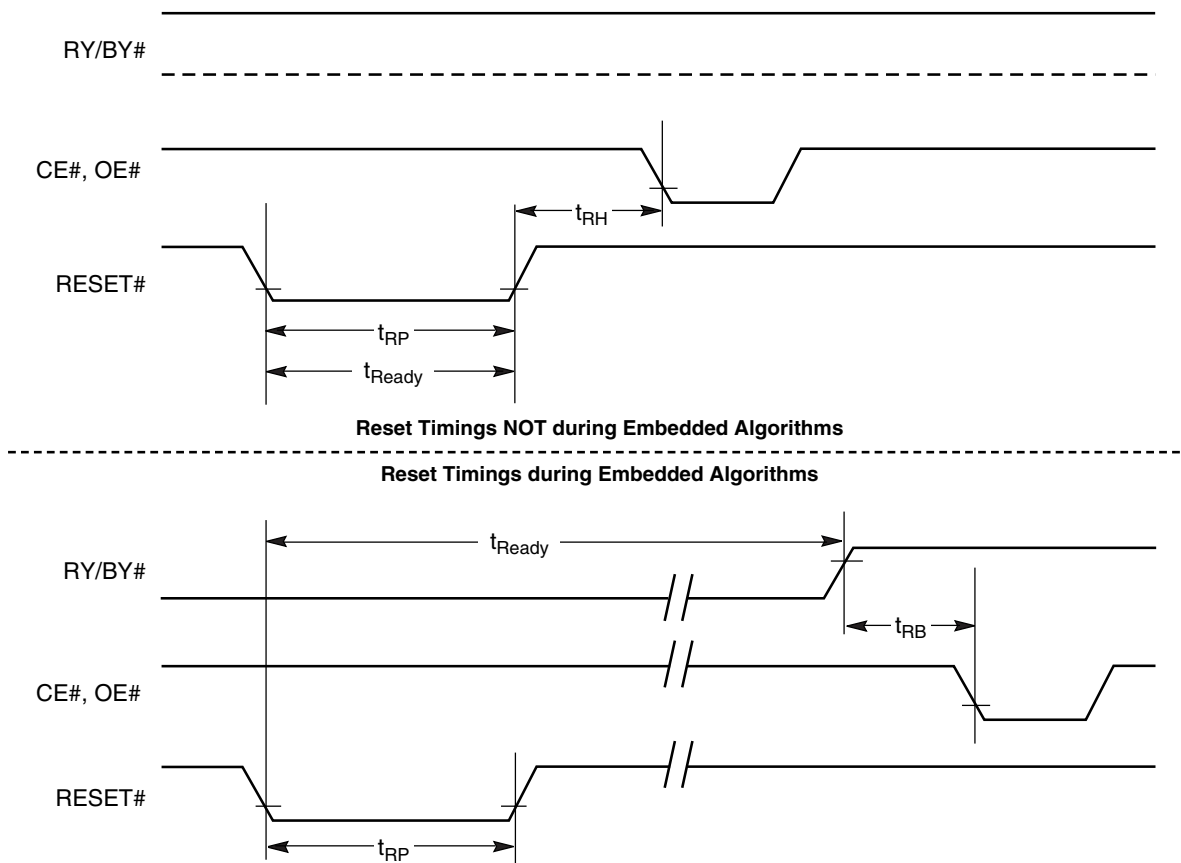 RY/BY#
CE#, OE#
tRH
RESET#
tRP
tReady
Reset Timings NOT during Embedded Algorithms
Reset Timings during Embedded Algorithms
tReady
RY/BY#
tRB
CE#, OE#
RESET#
tRP